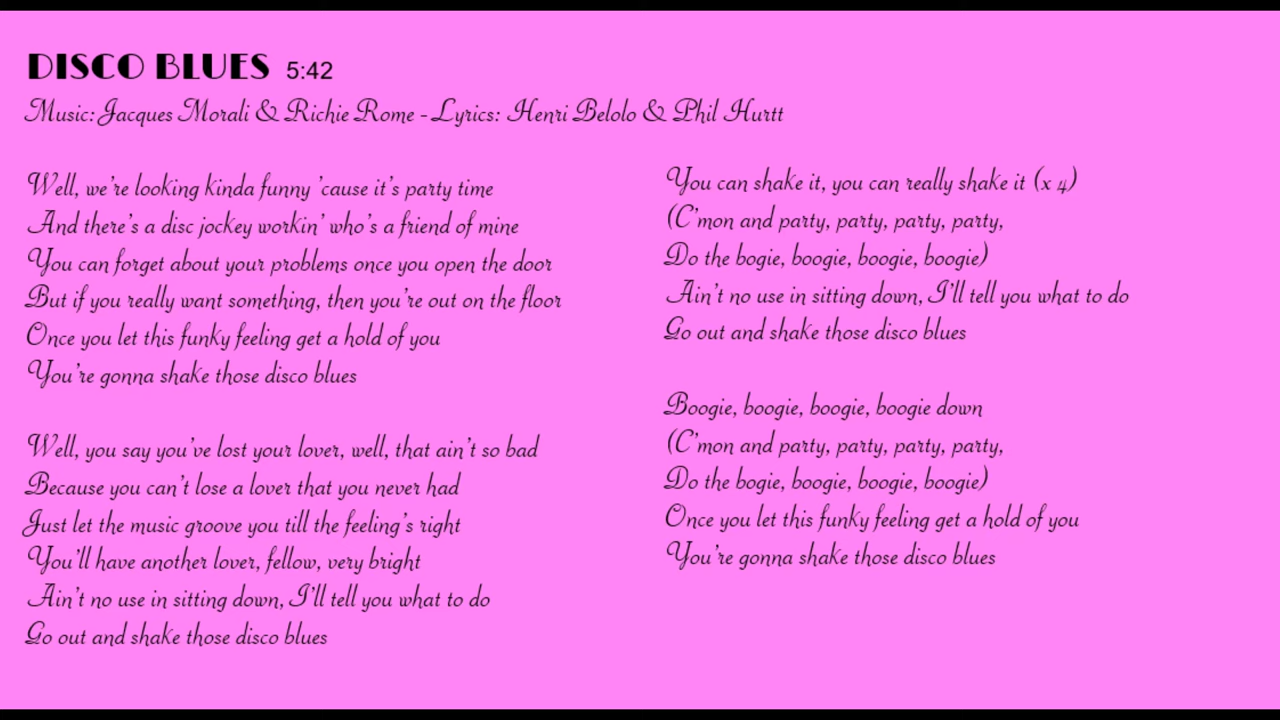 DISCO BLUES 5:42
Music: Jacques Morali & Richie Rome - Lyrics: Henri Belolo & Phil Hurtt
Well, we're looking kinda funny 'cause it's party time
And there's a disc jockey workin' who's a friend of mine
You can forget about your problems once you open the door
But if you really want something, then you're out on the floor
Once you let this funky feeling get a hold of you
You're gonna shake those disco blues
Well, you say you've lost your lover, well, that ain't so bad
Because you can't lose a lover that you never had
Just let the music groove you till the feeling's right
You'll have another lover, fellow, very bright
Ain't no use in sitting down, I'll tell you what to do
Go out and shake those disco blues
You can shake it, you can really shake it (x 4)
(C'mon and party, party, party, party,
Do the bogie, boogie, boogie, boogie)
Ain't no use in sitting down, I'll tell you what to do
Go out and shake those disco blues
Boogie, boogie, boogie, boogie down
(C'mon and party, party, party, party,
Do the bogie, boogie, boogie, boogie)
Once you let this funky feeling get a hold of you
You're gonna shake those disco blues